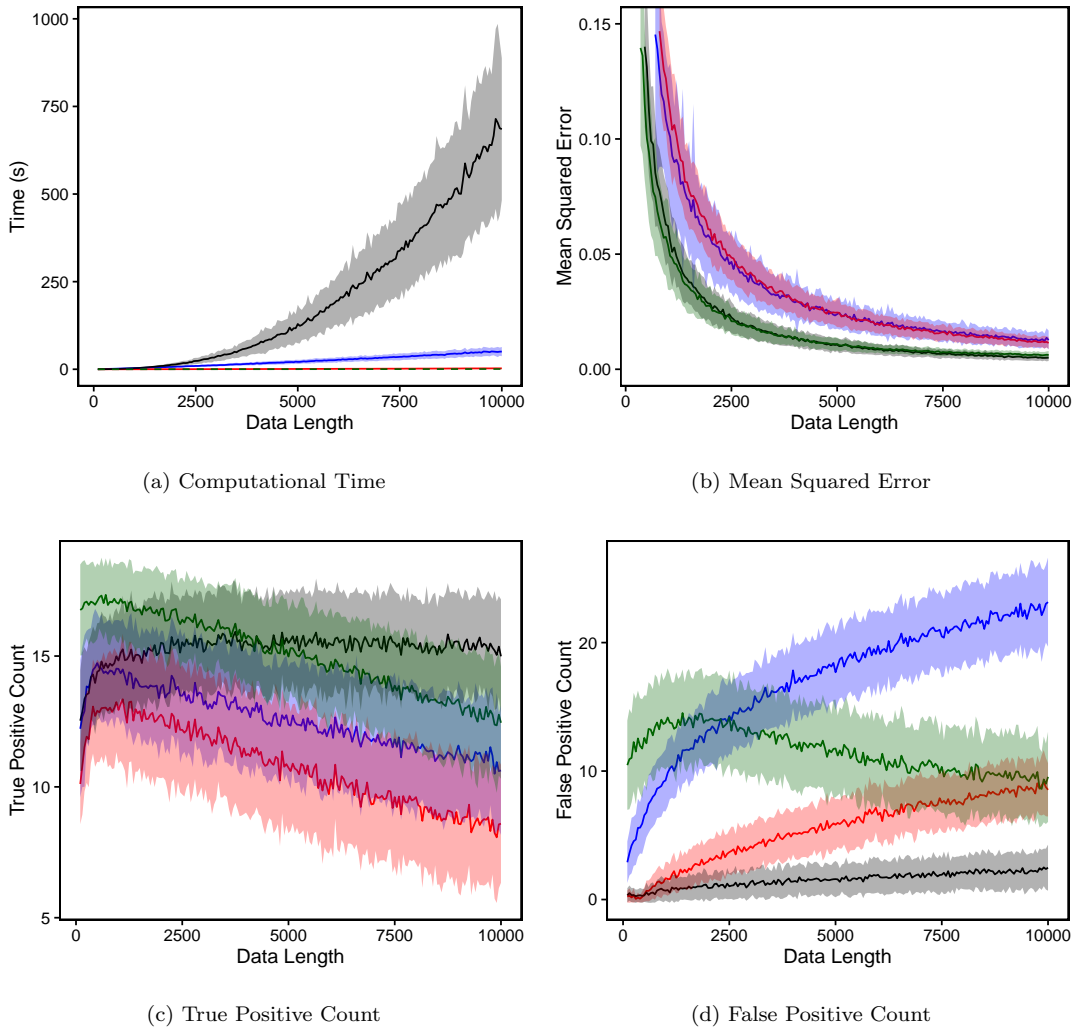 1000
750
500
250
0
Time (s)
0 2500 5000 7500 10000
Data Length
(a) Computational Time
0.15
0.10
0.05
0.00
Mean Squared Error
0 2500 5000 7500 10000
Data Length
(b) Mean Squared Error
15
10
5
True Positive Count
0 2500 5000 7500 10000
Data Length
(c) True Positive Count
20
10
0
False Positive Count
0 2500 5000 7500 10000
Data Length
(d) False Positive Count